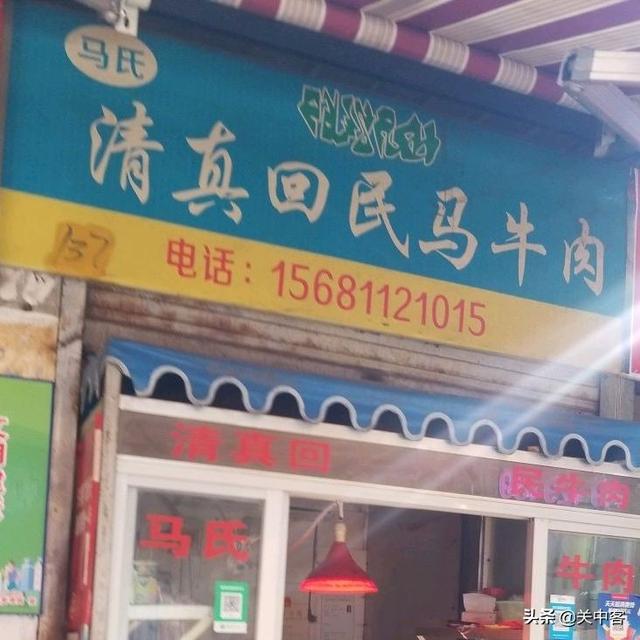 马氏
清真回民马牛肉
157
电话：15681121015
清真回
民牛肉
马氏
牛肉
头条 @关中客